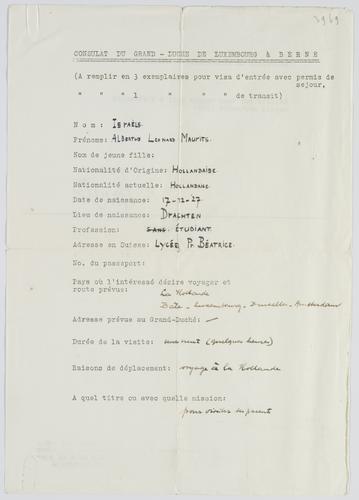 3969
CONSULAT DU GRAND-DUCHE DE LUXEMBOURG A BERNE
(A remplir en 3 exemplaires pour visa d'entrée avec permis de
sejour,
" " 1 " " " de transit)
Nom: ISRAËLS.
Prénoms: ALBERTUS LEONARD MAURITS.
Nom de jeune fille:
Nationalité d'Origine: HOLLANDAISE
Nationalité actuelle: HOLLANDAISE
Date de naissance: 17-12-27
Lieu de naissance: DRACHTEN
Profession: SANS. ÉTUDIANT.
Adresse en Suisse: LYCÉE Pr. BÉATRICE.
No. du passeport:
Pays où l'intéressé désire voyager et
route prévue: La Hollande
Bâle - Luxembourg - Bruxelles - Amsterdam
Adresse prévue au Grand-Duché: —
Durée de la visite: une nuit (quelques heures)
Raisons de déplacement: voyage à la Hollande
A quel titre ou avec quelle mission:
pour visiter ses parents